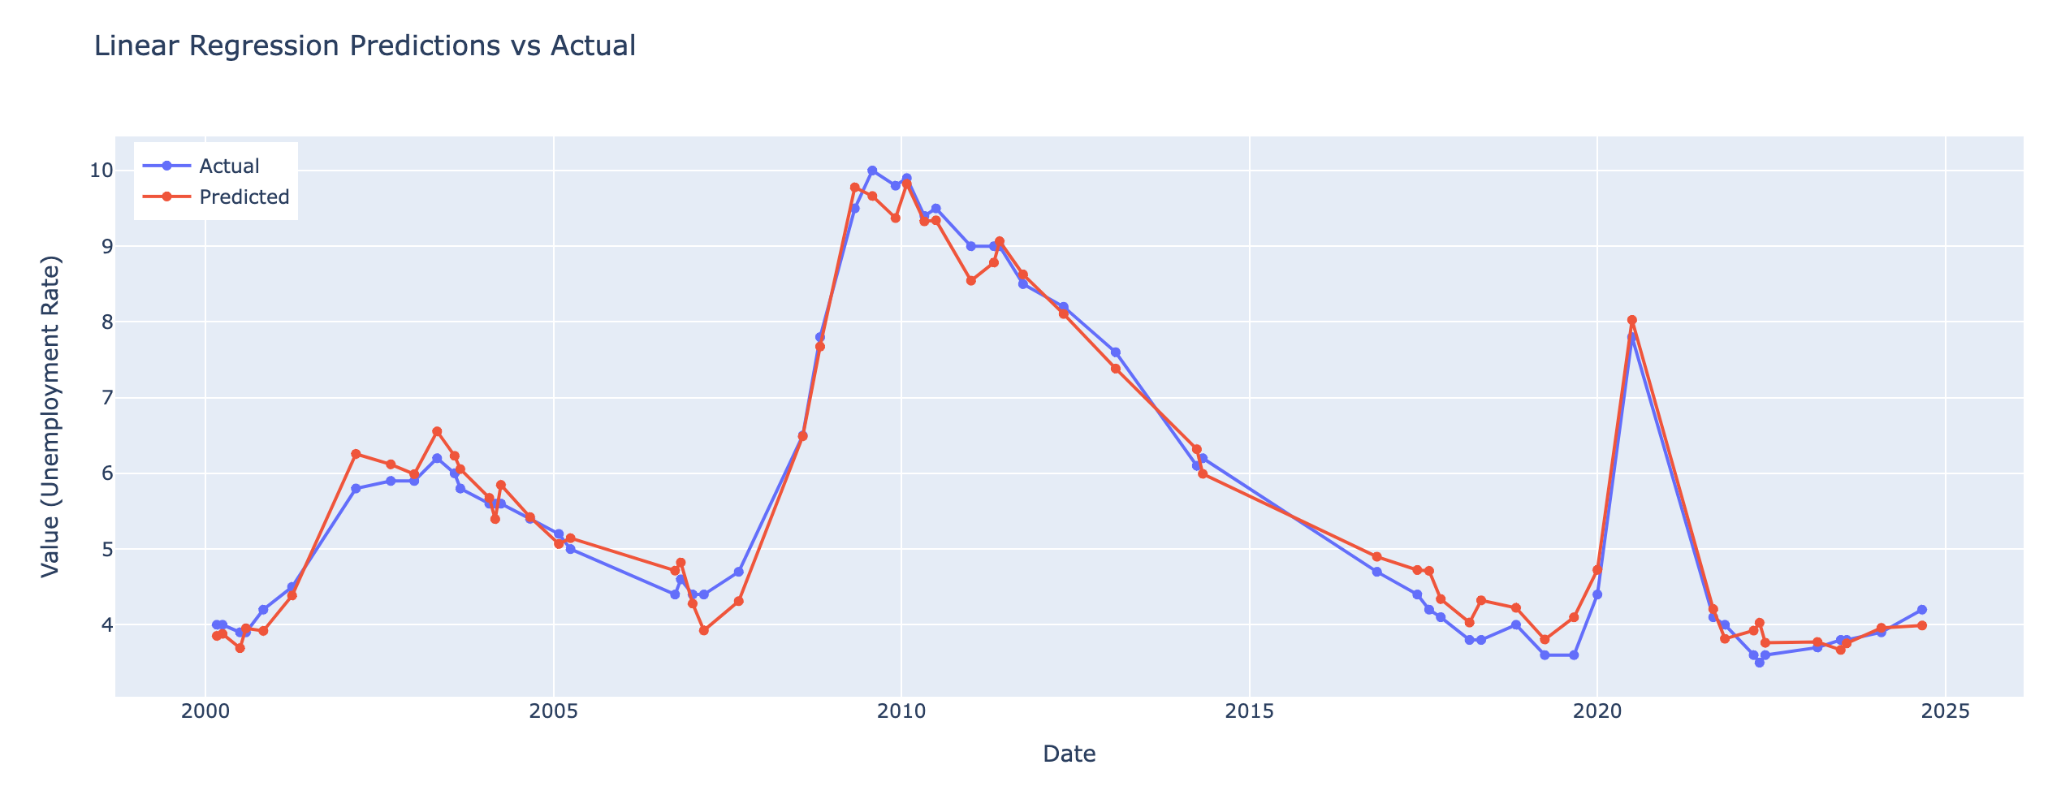 Linear Regression Predictions vs Actual
Actual
Predicted
10
9
8
7
6
5
4
Value (Unemployment Rate)
2000 2005 2010 2015 2020 2025
Date